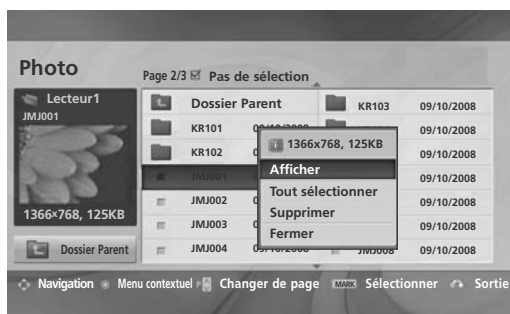 Photo
Page 2/3 Pas de sélection
Lecteur1
JMJ001
1366×768, 125KB
Dossier Parent
Dossier Parent
KR101
KR102
JMJ001
JMJ002
JMJ003
JMJ004
KR103 09/10/2008
09/10/2008
09/10/2008
09/10/2008
09/10/2008
09/10/2008
JMJ008 09/10/2008
1366x768, 125KB
Afficher
Tout sélectionner
Supprimer
Fermer
Navigation Menu contextuel P Changer de page MARK Sélectionner Sortie